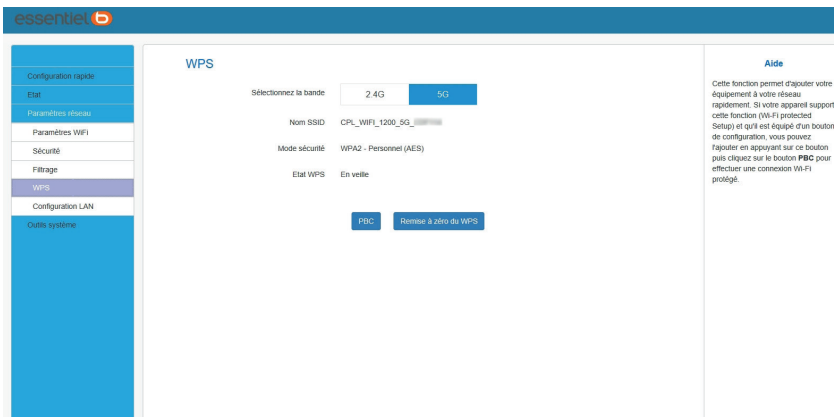 essentiel b
Configuration rapide
Etat
Paramètres réseau
Paramètres WiFi
Sécurité
Filtrage
WPS
Configuration LAN
Outils système
WPS
Sélectionnez la bande 2.4G 5G
Nom SSID CPL_WIFI_1200_5G_
Mode sécurité WPA2 - Personnel (AES)
Etat WPS En veille
PBC Remise à zéro du WPS
Aide
Cette fonction permet d'ajouter votre
équipement à votre réseau
rapidement. Si votre appareil support
cette fonction (Wi-Fi protected
Setup) et qu'il est équipé d'un bouton
de configuration, vous pouvez
l'ajouter en appuyant sur ce bouton
puis cliquez sur le bouton PBC pour
effectuer une connexion Wi-Fi
protégé.